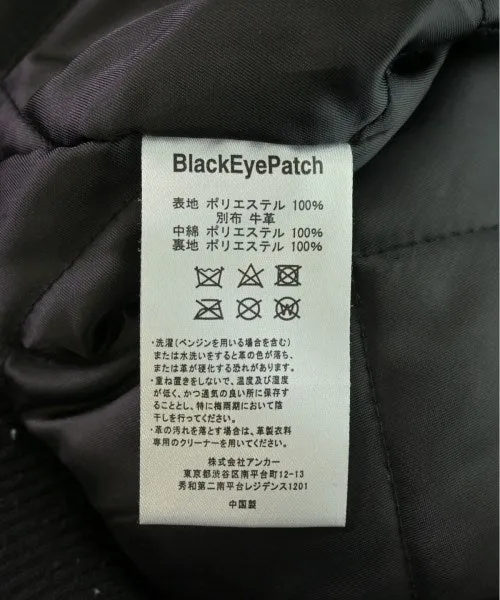 BlackEyePatch
表地 ポリエステル 100%
別布 牛革
中綿 ポリエステル 100%
裏地 ポリエステル 100%
・洗濯(ベンジンを用いる場合を含む)
または水洗いをすると革の色が落ち、
または革が硬化する恐れがあります。
・重ね置きをしないで、温度及び湿度
が低く、かつ通気の良い所に保存す
ることとし、特に梅雨期において陰
干しを行ってください。
・革の汚れを落とす場合は、革製衣料
専用のクリーナーを用いてください。
株式会社アンカー
東京都渋谷区南平台町12-13
秀和第二南平台レジデンス1201
中国製